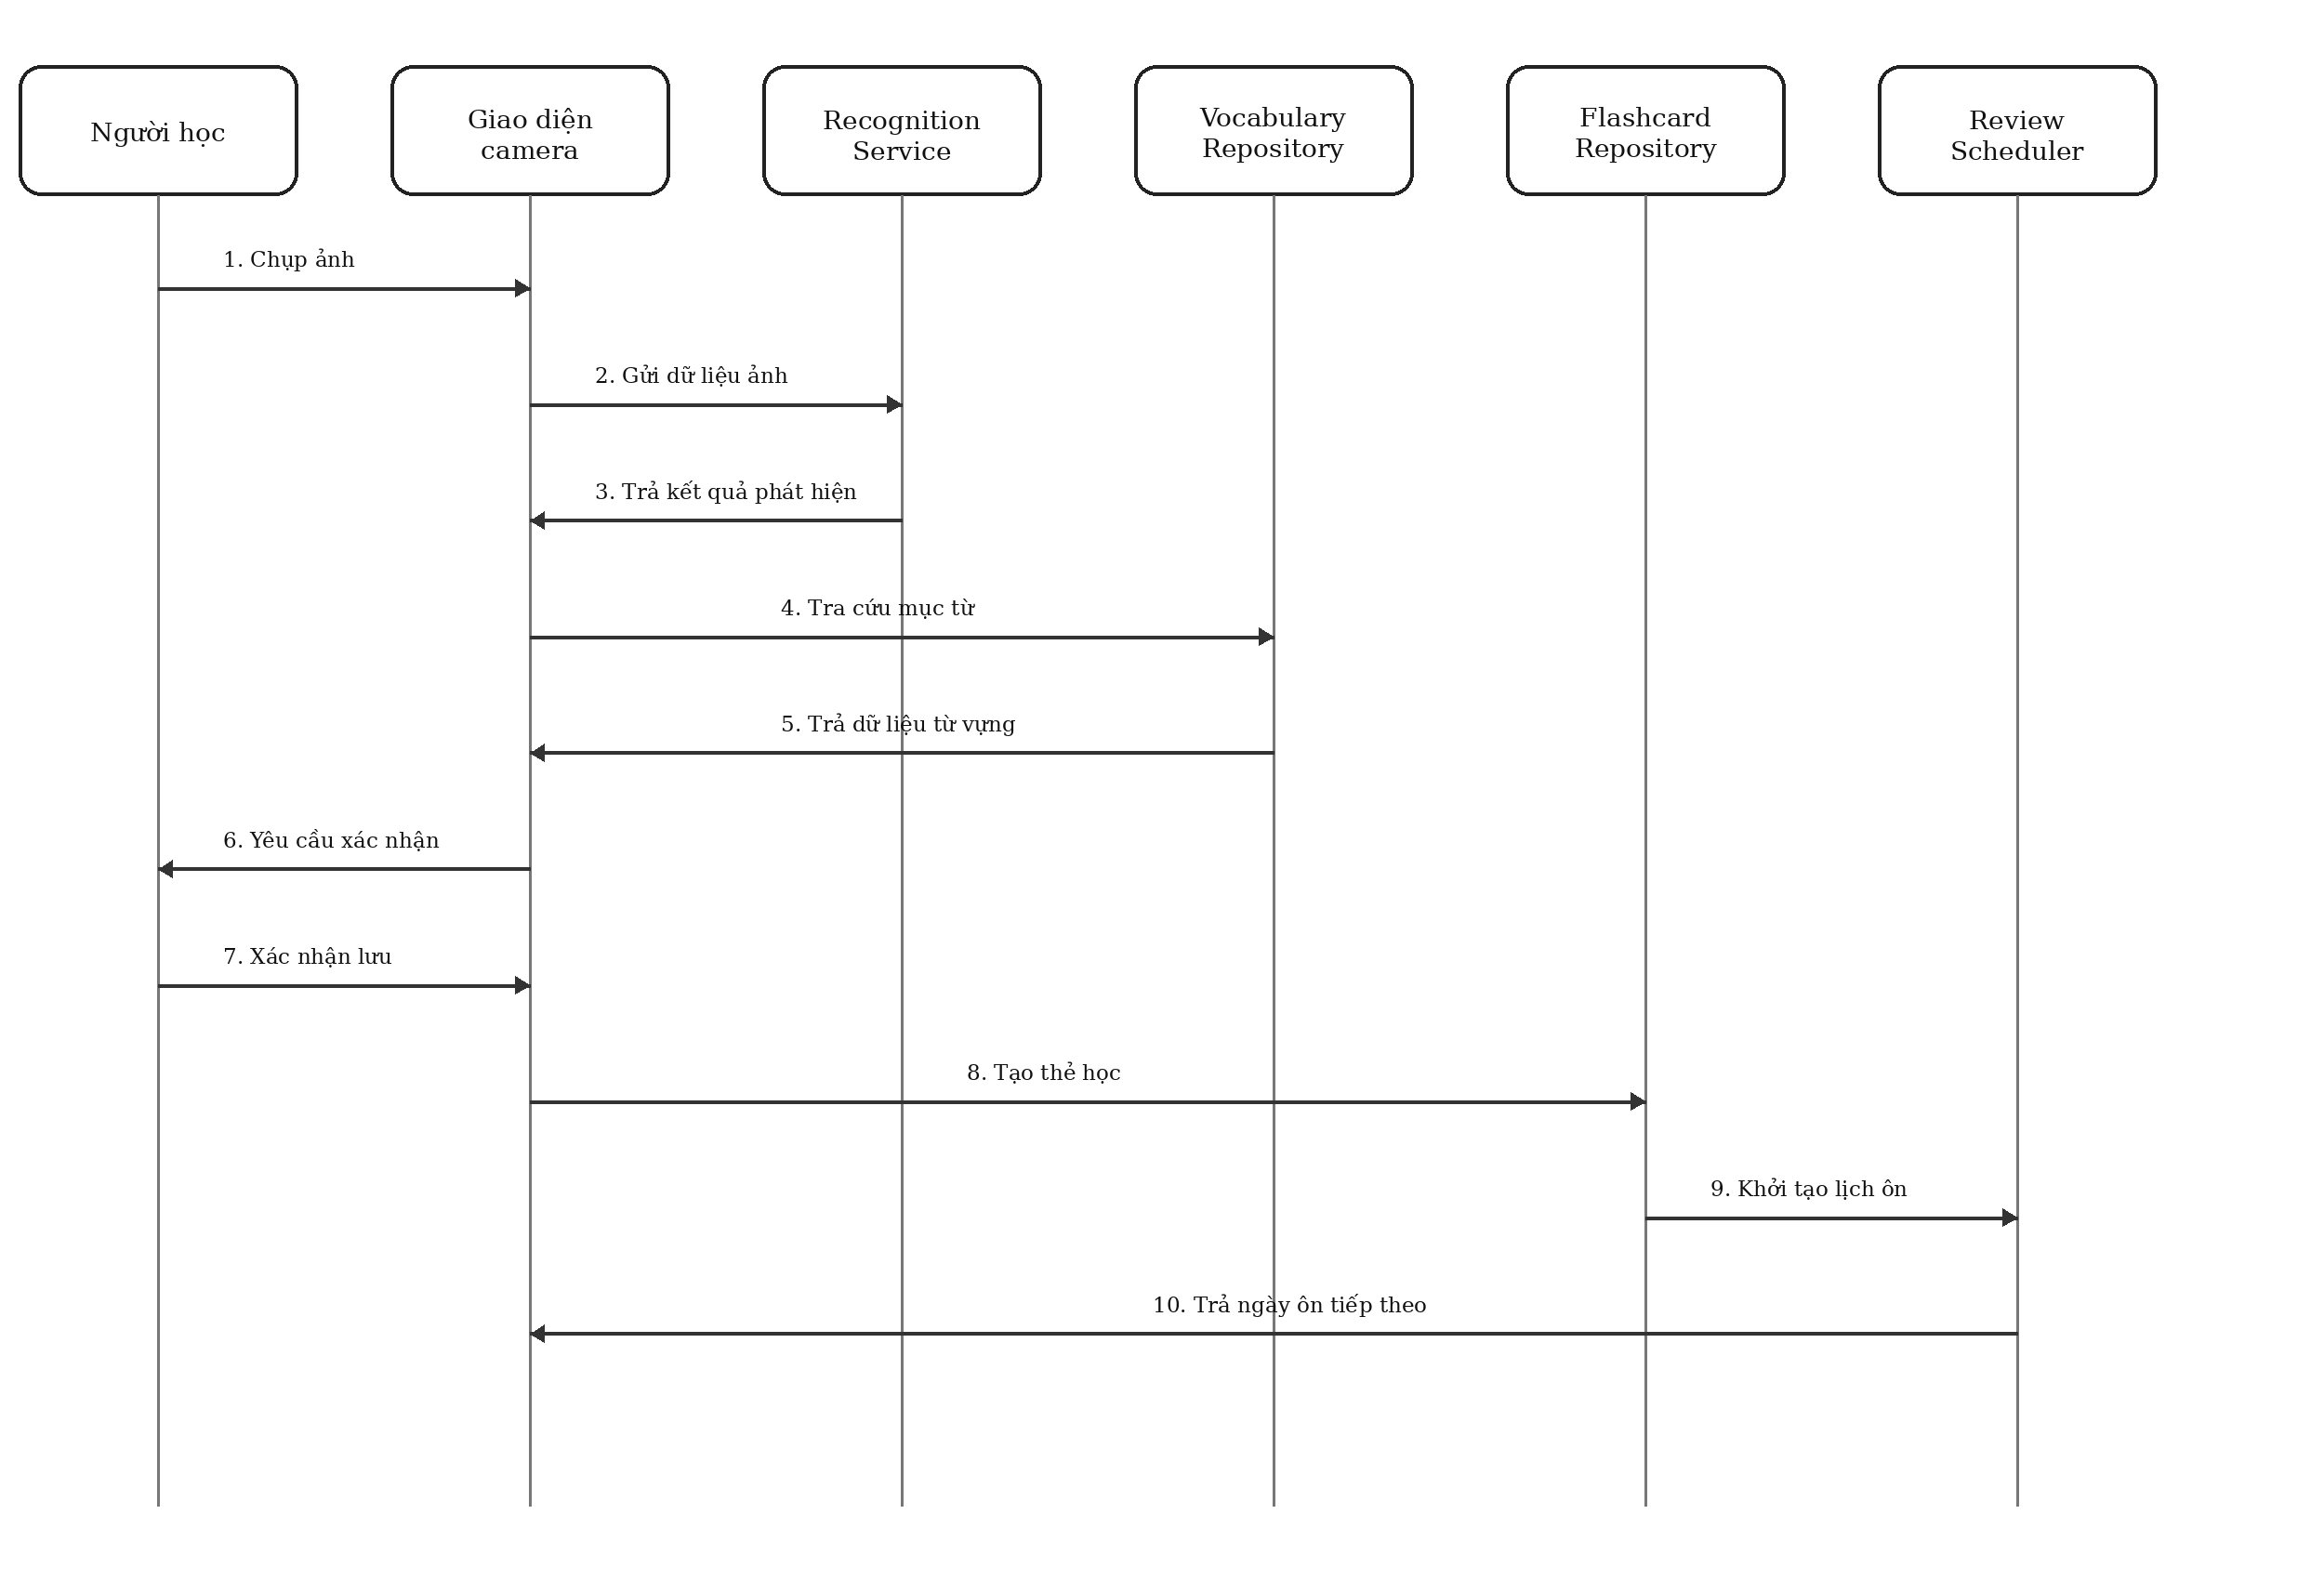 Người học
Giao diện
camera
Recognition
Service
Vocabulary
Repository
Flashcard
Repository
Review
Scheduler
1. Chụp ảnh
2. Gửi dữ liệu ảnh
3. Trả kết quả phát hiện
4. Tra cứu mục từ
5. Trả dữ liệu từ vựng
6. Yêu cầu xác nhận
7. Xác nhận lưu
8. Tạo thẻ học
9. Khởi tạo lịch ôn
10. Trả ngày ôn tiếp theo